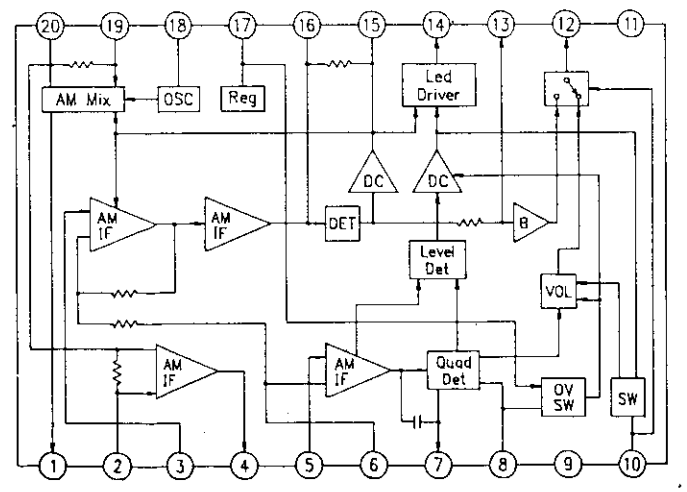 20 19 18 17 16 15 14 13 12 11
AM Mix
OSC
Reg
Led
Driver
DC
DC
AM
IF
AM
IF
DET
B
Level
Det
VOL
AM
IF
AM
IF
Quad
Det
OV
SW
SW
1 2 3 4 5 6 7 8 9 10